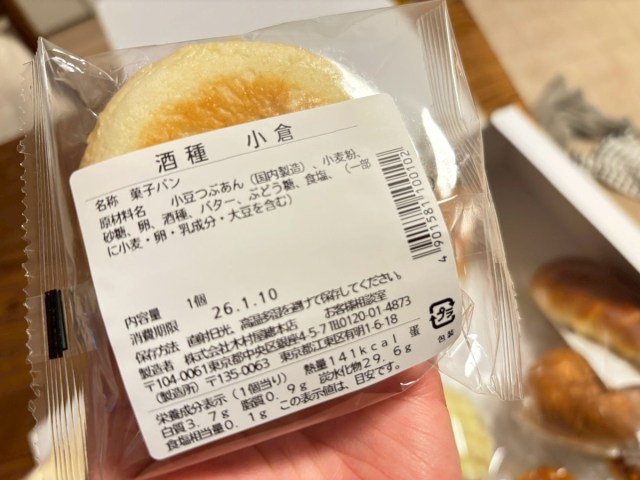 酒種　小倉
名称 菓子パン
原材料名　小豆つぶあん（国内製造）、小麦粉、
砂糖、卵、酒種、バター、ぶどう糖、食塩、（一部
に小麦・卵・乳成分・大豆を含む）
4901581100702
内容量　1個
消費期限　26.1.10
保存方法　直射日光、高温多湿を避けて保存してください。
製造者　株式会社木村屋總本店　お客様相談室
〒104-0061東京都中央区銀座4-5-7 ℡0120-01-4873
（製造所）〒135-0063　東京都江東区有明1-6-18
栄養成分表示（1個当り）　熱量141kcal　蛋
白質3.7g　脂質0.9g　炭水化物29.6g
食塩相当量0.1g　この表示値は、目安です。
包装